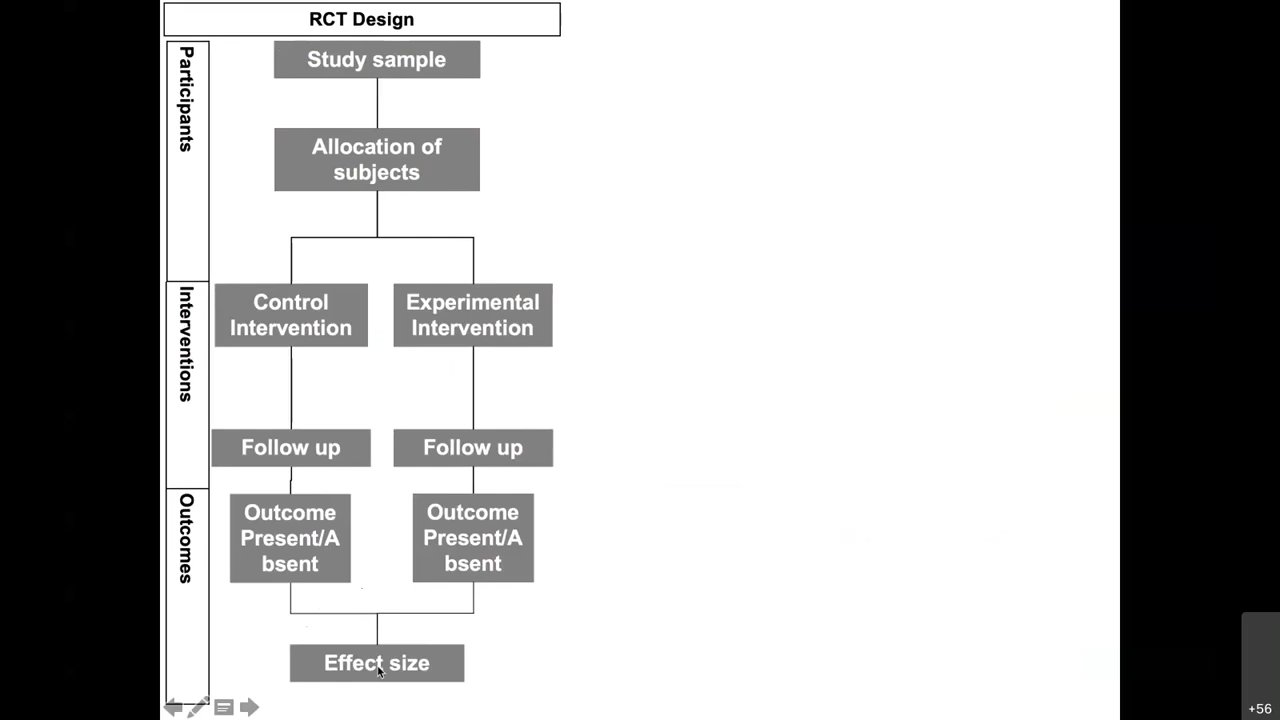 RCT Design
Participants
Study sample
Allocation of
subjects
Interventions
Control
Intervention
Experimental
Intervention
Follow up
Follow up
Outcomes
Outcome
Present/A
bsent
Outcome
Present/A
bsent
Effect size
+56